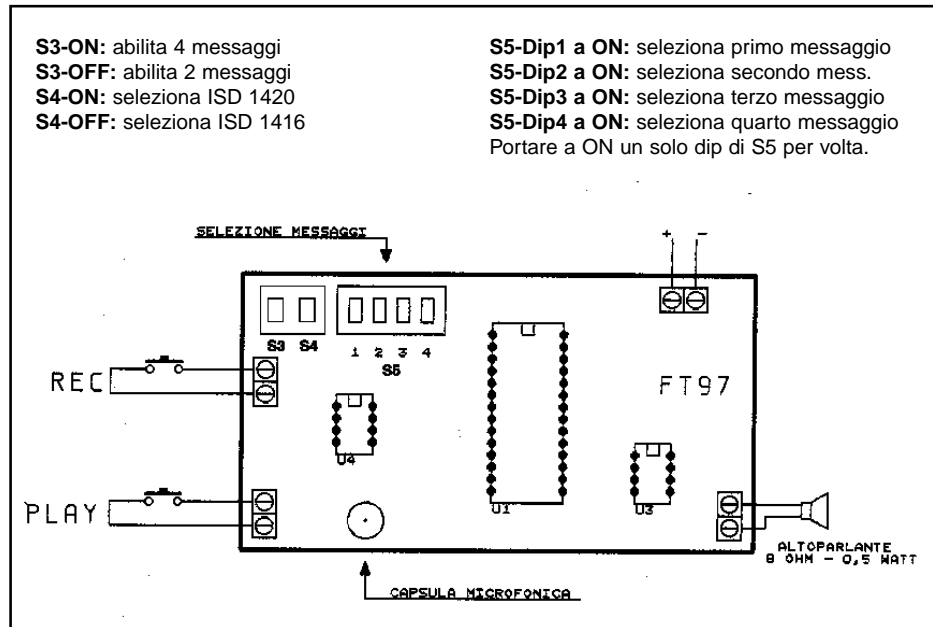 S3-ON: abilita 4 messaggi
S3-OFF: abilita 2 messaggi
S4-ON: seleziona ISD 1420
S4-OFF: seleziona ISD 1416
S5-Dip1 a ON: seleziona primo messaggio
S5-Dip2 a ON: seleziona secondo mess.
S5-Dip3 a ON: seleziona terzo messaggio
S5-Dip4 a ON: seleziona quarto messaggio
Portare a ON un solo dip di S5 per volta.
SELEZIONE MESSAGGI
+ -
S3 S4
1 2 3 4
S5
REC
FT97
U4
PLAY
U1
U3
ALTOPARLANTE
8 OHM - 0,5 WATT
CAPSULA MICROFONICA